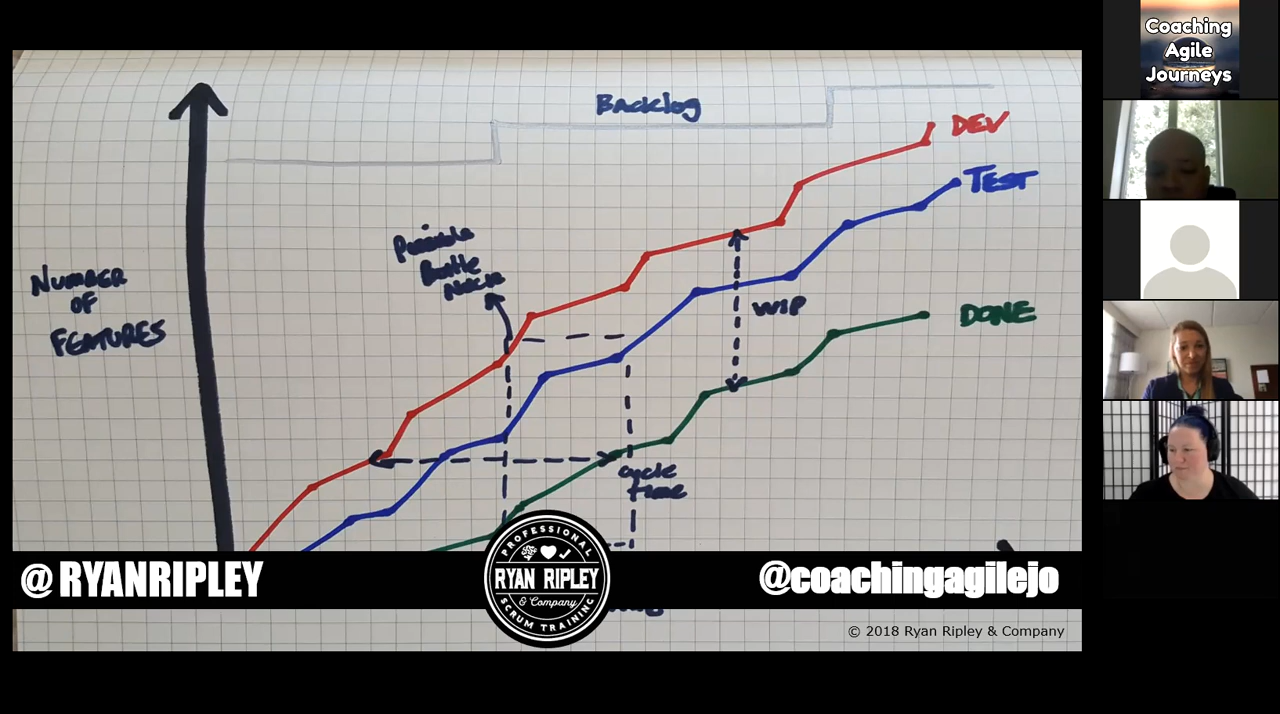 Backlog
DEV
TEST
Possible
Bottle
Neck
NUMBER
OF
FEATURES
WIP
DONE
cycle
time
@RYANRIPLEY
PROFESSIONAL
RYAN RIPLEY
& Company
SCRUM TRAINING
@coachingagilejo
© 2018 Ryan Ripley & Company
Coaching
Agile
Journeys